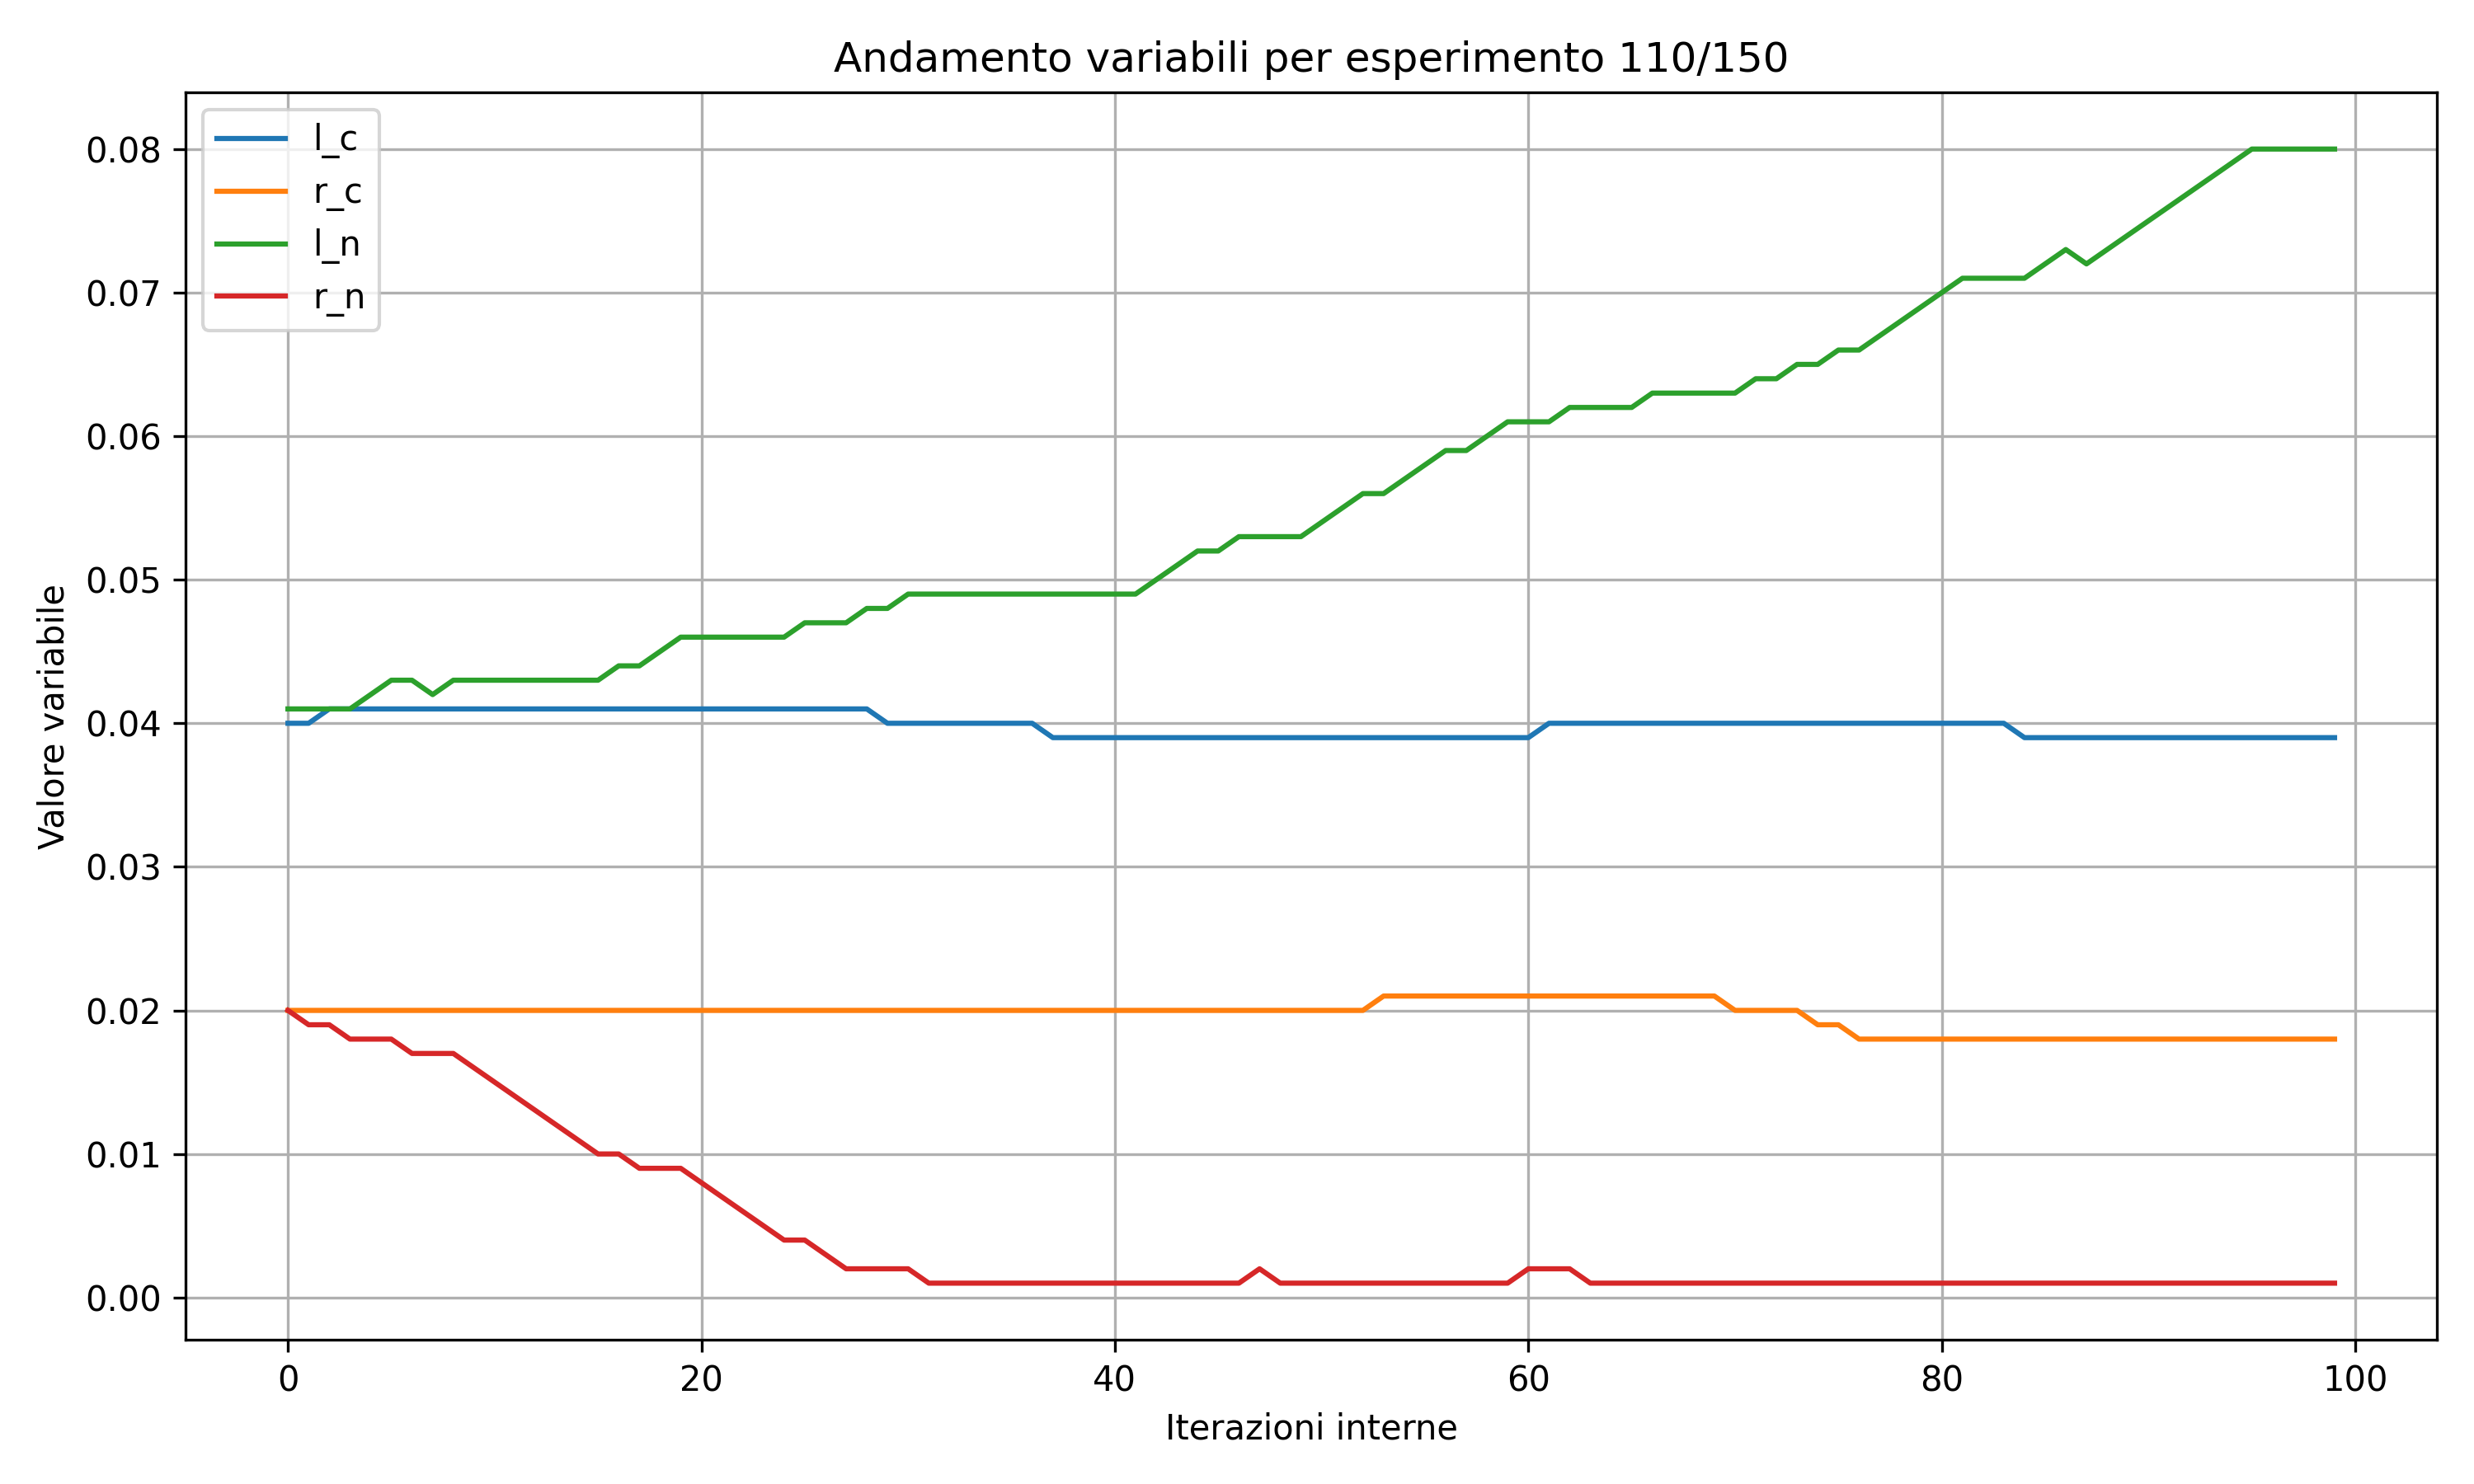 Andamento variabili per esperimento 110/150
l_c
r_c
l_n
r_n
0.08
0.07
0.06
0.05
0.04
0.03
0.02
0.01
0.00
Valore variabile
0
20
40
60
80
100
Iterazioni interne